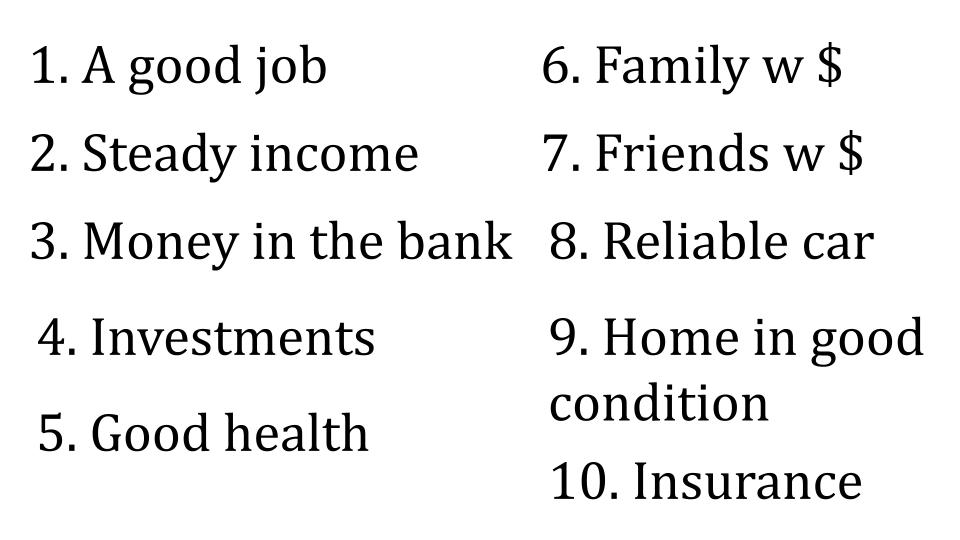 1. A good job
2. Steady income
3. Money in the bank
4. Investments
5. Good health
6. Family w $
7. Friends w $
8. Reliable car
9. Home in good
condition
10. Insurance